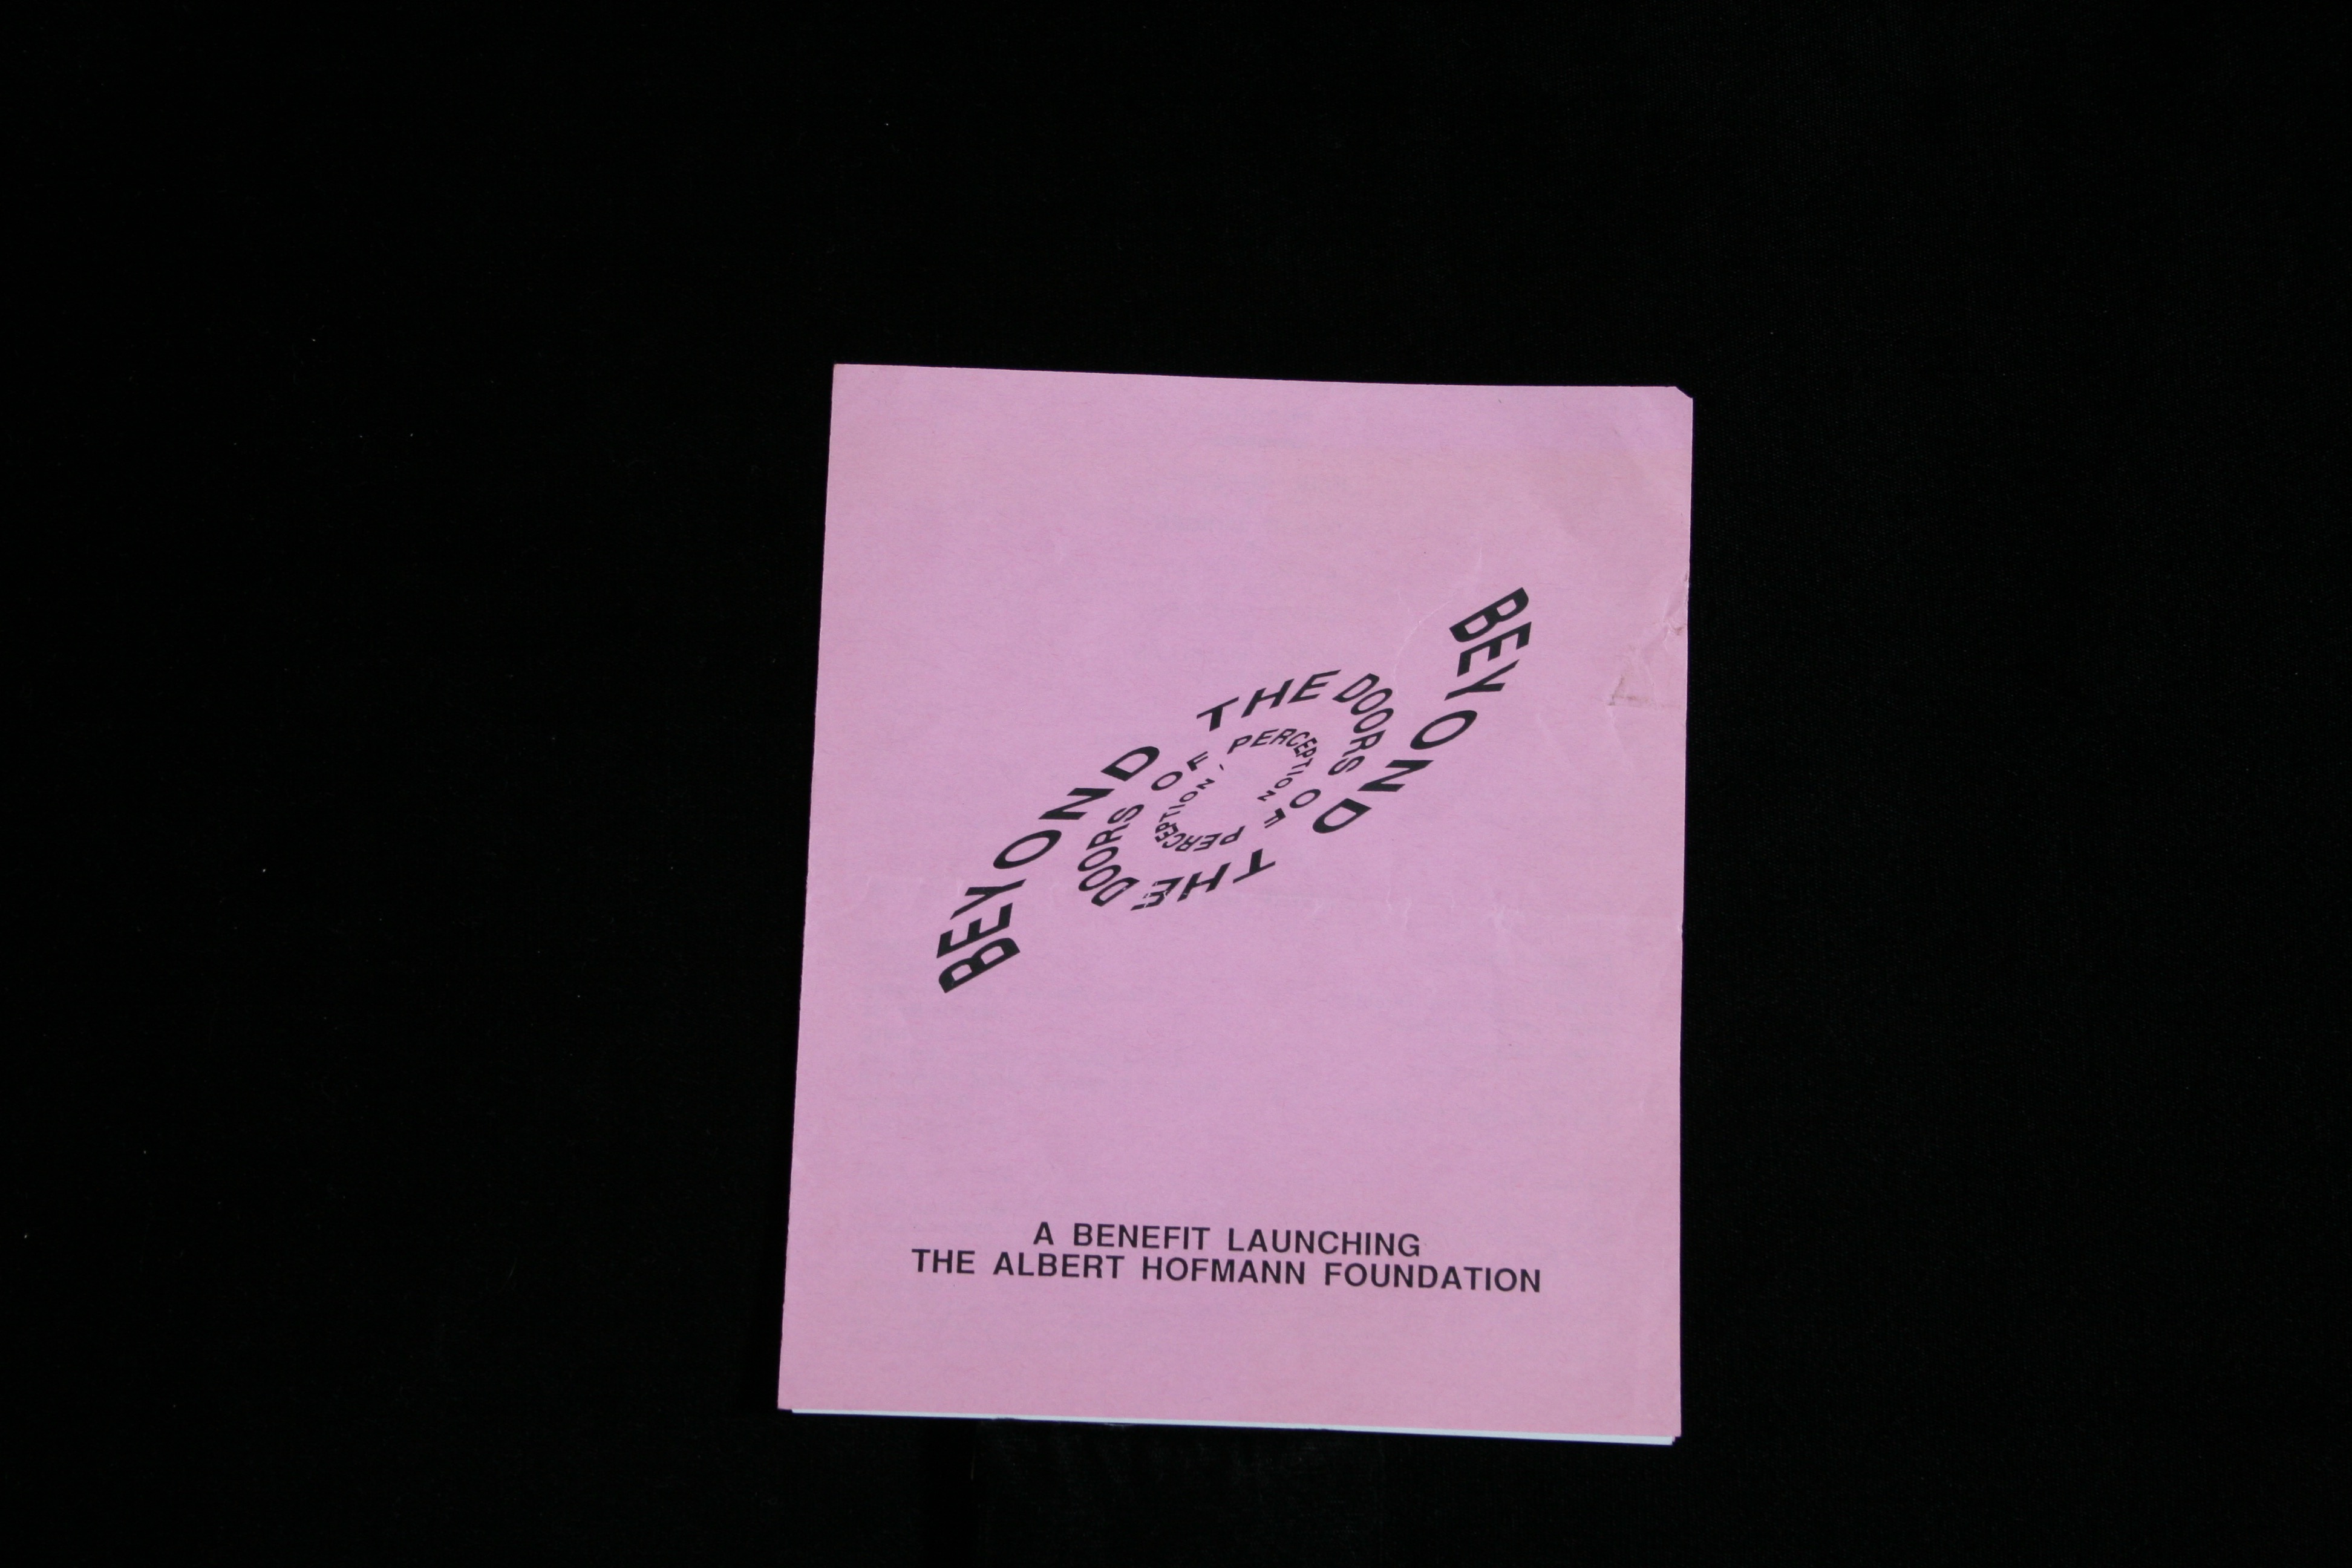 BEYOND THE DOORS OF PERCEPTION
BEYOND THE DOORS OF PERCEPTION
A BENEFIT LAUNCHING
THE ALBERT HOFMANN FOUNDATION